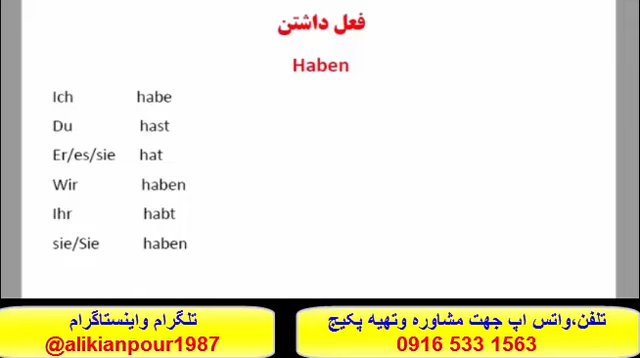 فعل داشتن
Haben
Ich habe
Du hast
Er/es/sie hat
Wir haben
Ihr habt
sie/Sie haben
تلگرام واینستاگرام
@alikianpour1987
تلفن،واتس اپ جهت مشاوره وتهیه پکیج
0916 533 1563